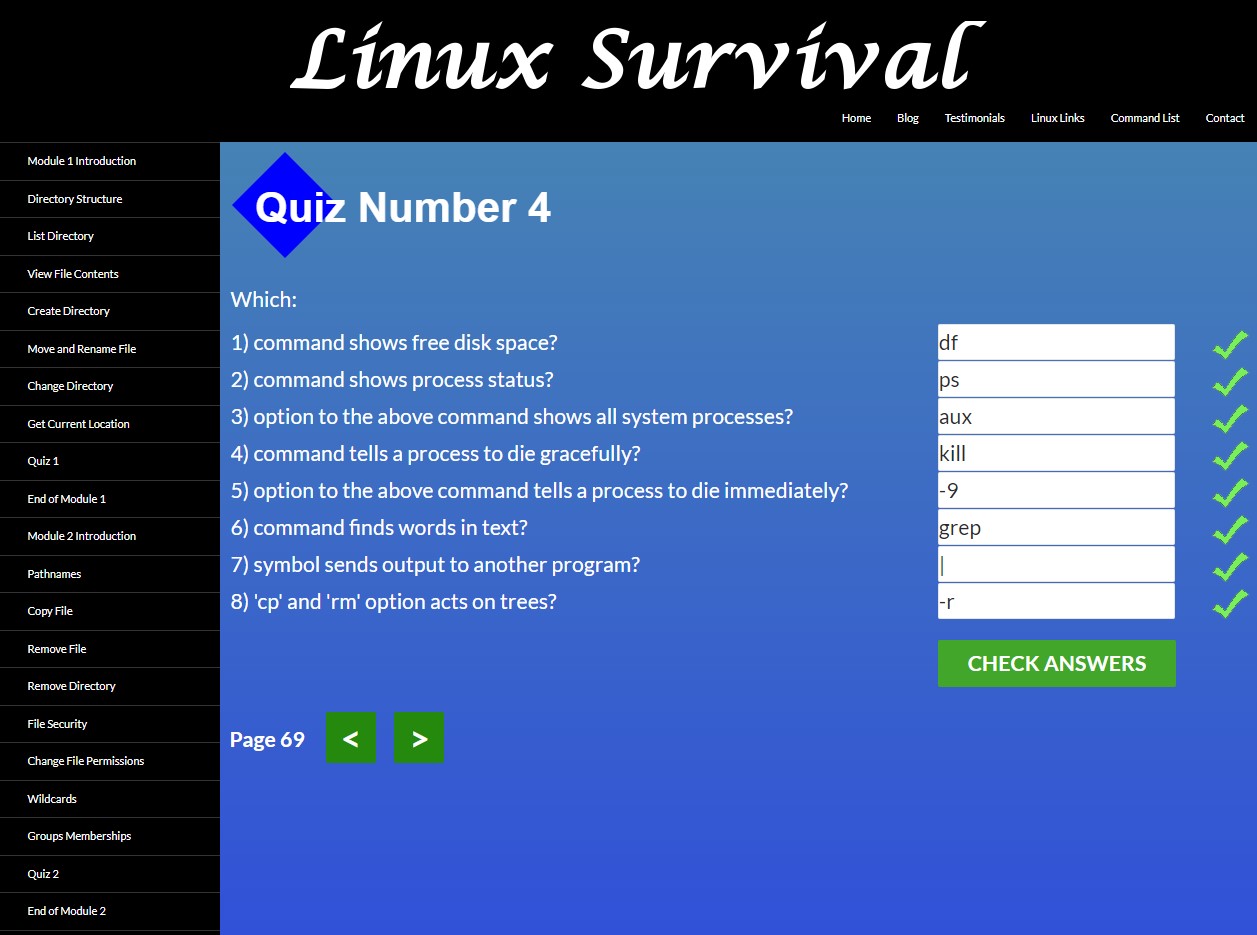 Linux Survival
Home Blog Testimonials Linux Links Command List Contact
Module 1 Introduction
Directory Structure
List Directory
View File Contents
Create Directory
Move and Rename File
Change Directory
Get Current Location
Quiz 1
End of Module 1
Module 2 Introduction
Pathnames
Copy File
Remove File
Remove Directory
File Security
Change File Permissions
Wildcards
Groups Memberships
Quiz 2
End of Module 2
Quiz Number 4
Which:
1) command shows free disk space? df
2) command shows process status? ps
3) option to the above command shows all system processes? aux
4) command tells a process to die gracefully? kill
5) option to the above command tells a process to die immediately? -9
6) command finds words in text? grep
7) symbol sends output to another program? |
8) 'cp' and 'rm' option acts on trees? -r
CHECK ANSWERS
Page 69 < >